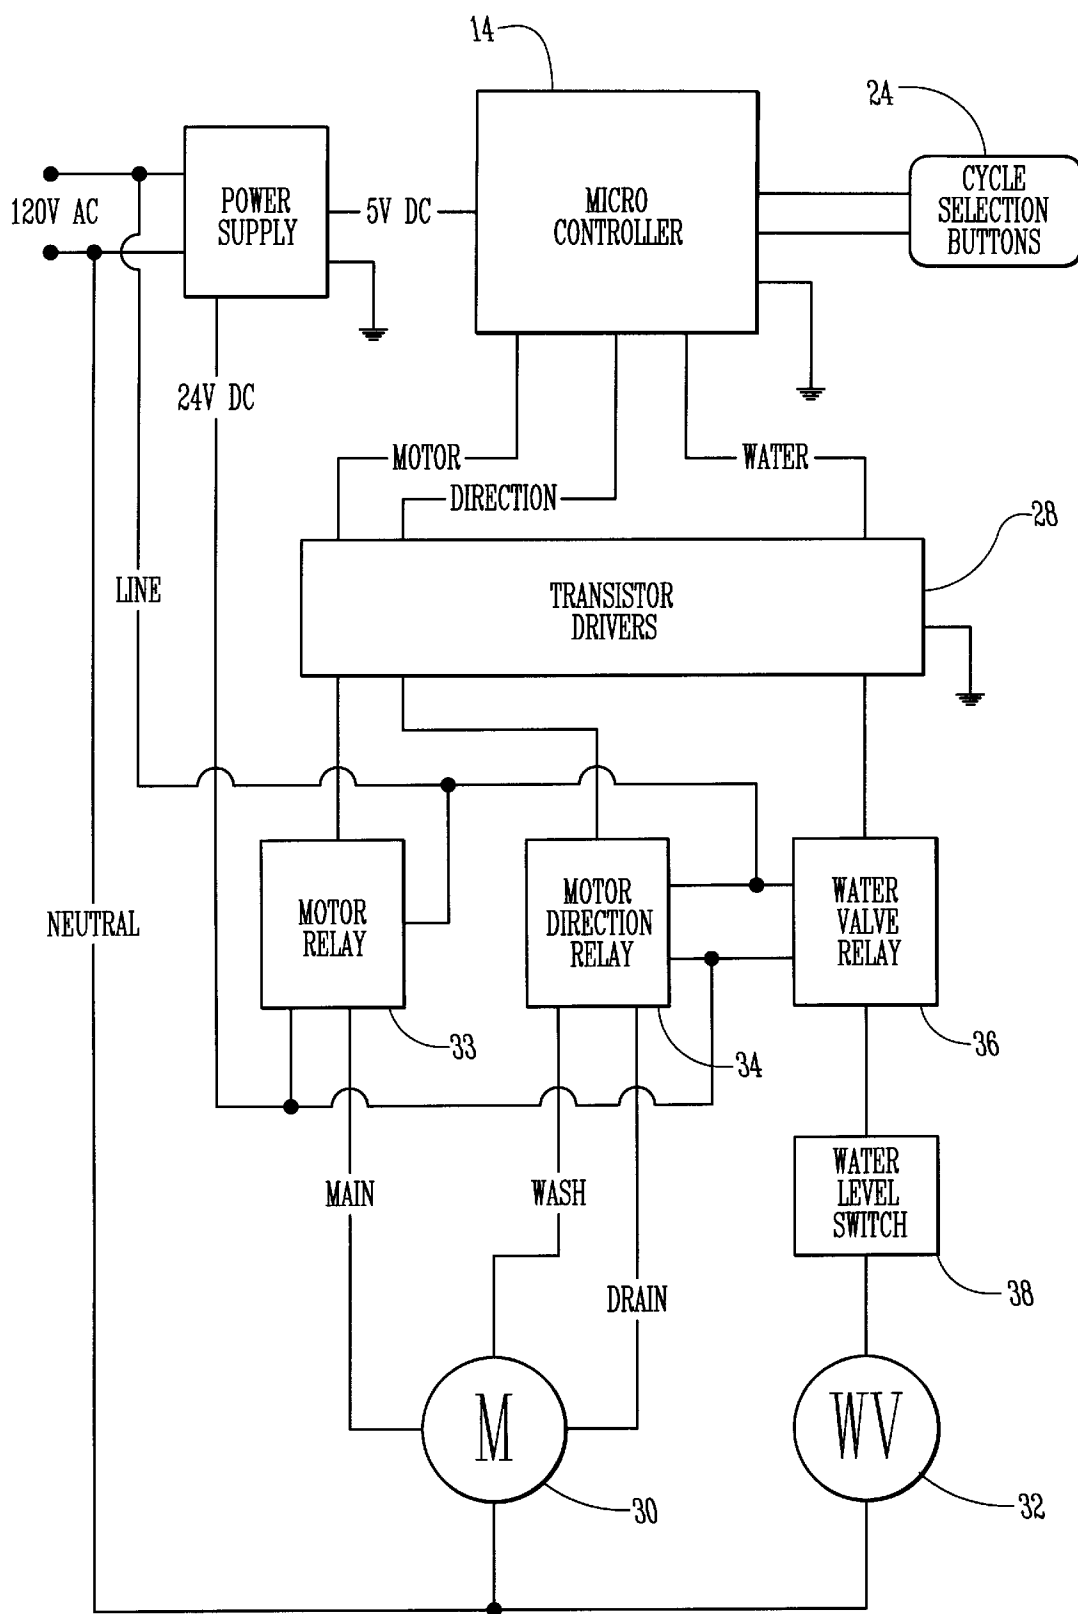 14
24
120V AC
POWER
SUPPLY
5V DC
MICRO
CONTROLLER
CYCLE
SELECTION
BUTTONS
24V DC
MOTOR
WATER
DIRECTION
28
LINE
TRANSISTOR
DRIVERS
NEUTRAL
MOTOR
RELAY
MOTOR
DIRECTION
RELAY
WATER
VALVE
RELAY
33
34
36
MAIN
WASH
WATER
LEVEL
SWITCH
DRAIN
38
M
WV
30
32